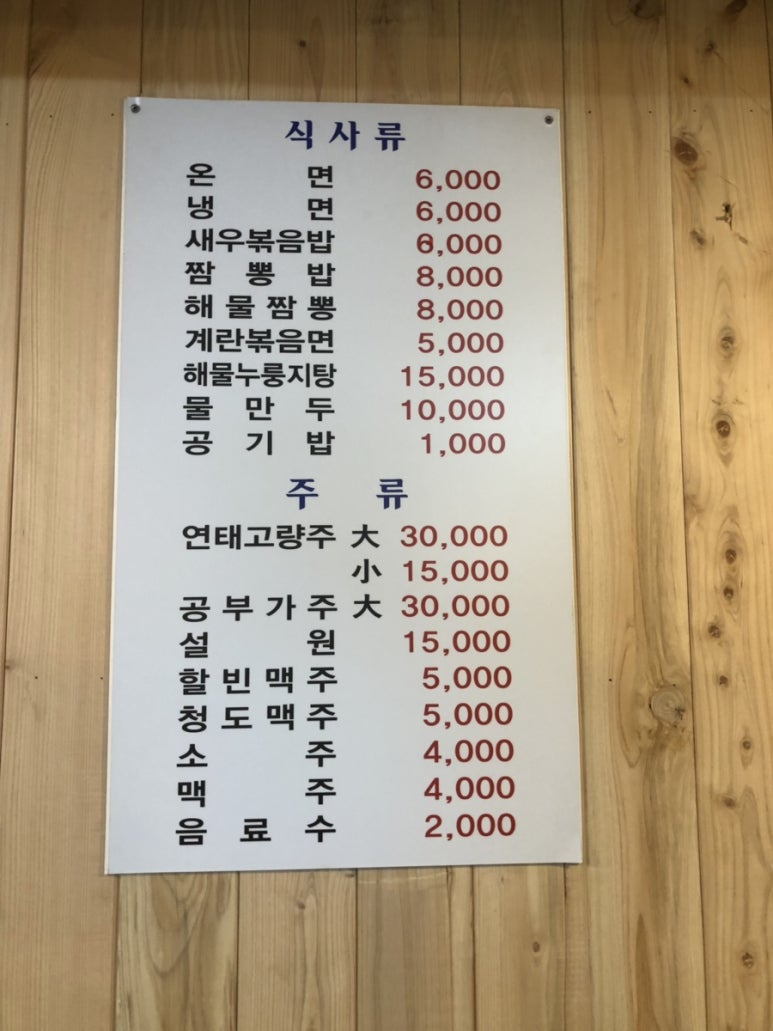 식사류
온면 6,000
냉면 6,000
새우볶음밥 6,000
짬뽕밥 8,000
해물짬뽕 8,000
계란볶음면 5,000
해물누룽지탕 15,000
물만두 10,000
공기밥 1,000
주류
연태고량주 大 30,000
小 15,000
공부가주 大 30,000
설원 15,000
할빈맥주 5,000
청도맥주 5,000
소주 4,000
맥주 4,000
음료수 2,000